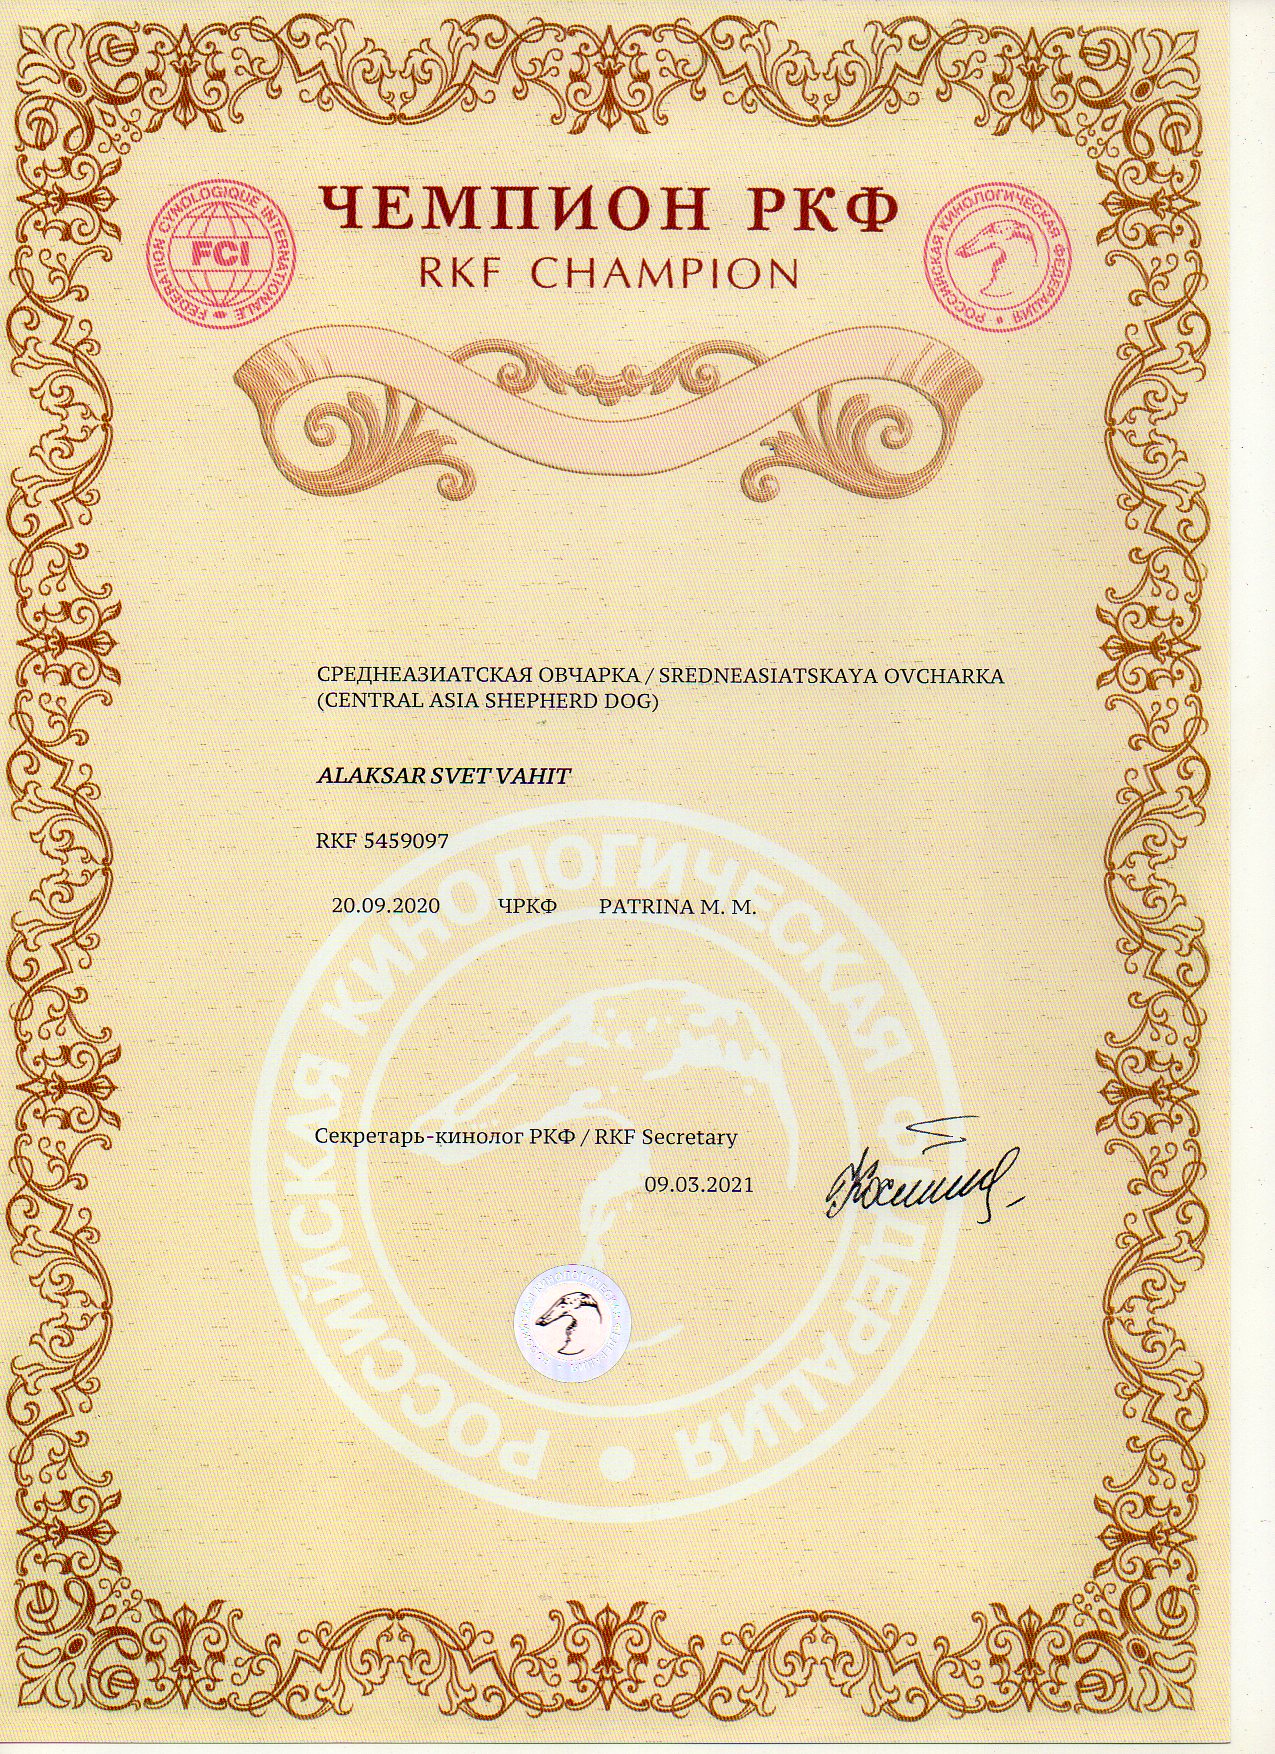 ЧЕМПИОН РКФ
RKF CHAMPION
FEDERATION CYNOLOGIQUE INTERNATIONALE
FCI
РОССИЙСКАЯ КИНОЛОГИЧЕСКАЯ ФЕДЕРАЦИЯ
СРЕДНЕАЗИАТСКАЯ ОВЧАРКА / SREDNEASIATSKAYA OVCHARKA
(CENTRAL ASIA SHEPHERD DOG)
ALAKSAR SVET VAHIT
RKF 5459097
20.09.2020 ЧРКФ PATRINA M. M.
РОССИЙСКАЯ КИНОЛОГИЧЕСКАЯ ФЕДЕРАЦИЯ
Секретарь-кинолог РКФ / RKF Secretary
09.03.2021